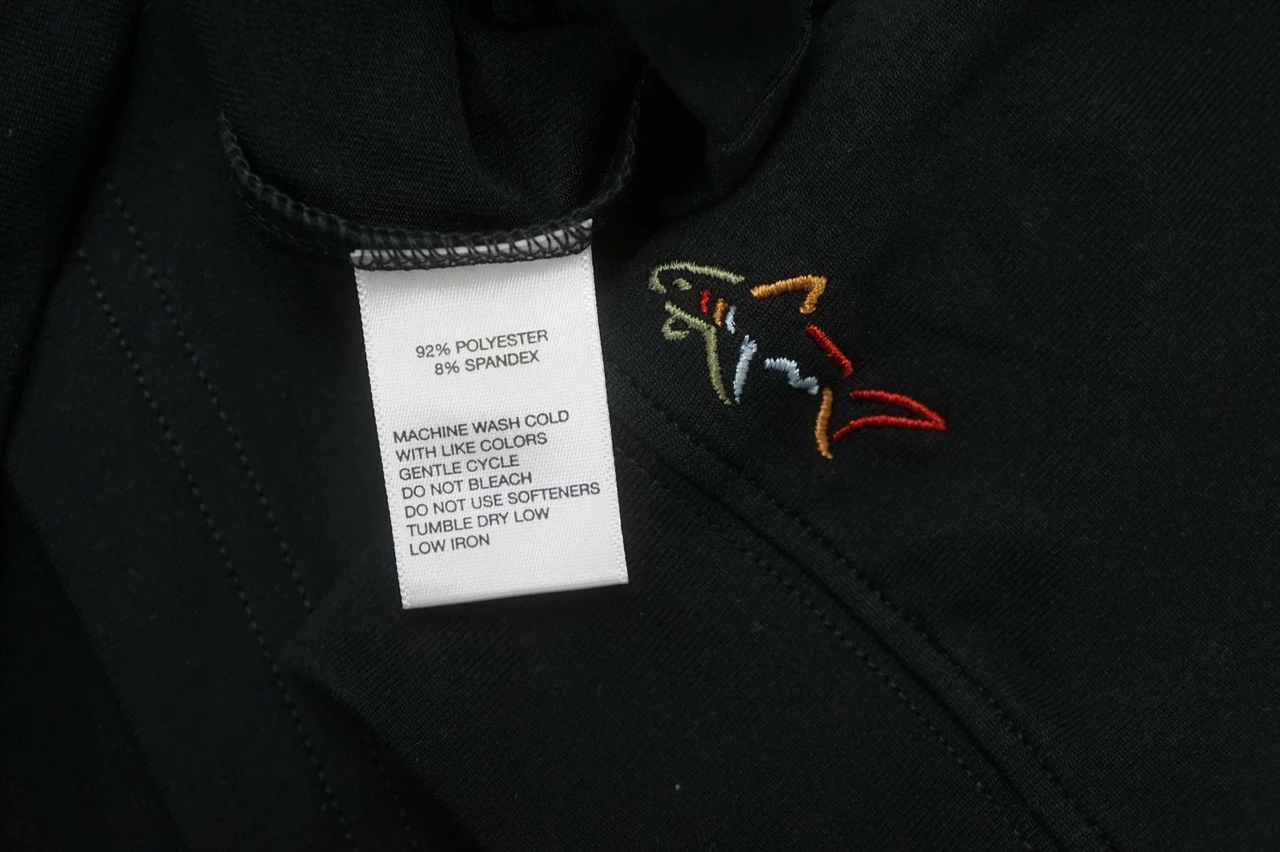 92% POLYESTER
8% SPANDEX
MACHINE WASH COLD
WITH LIKE COLORS
GENTLE CYCLE
DO NOT BLEACH
DO NOT USE SOFTENERS
TUMBLE DRY LOW
LOW IRON